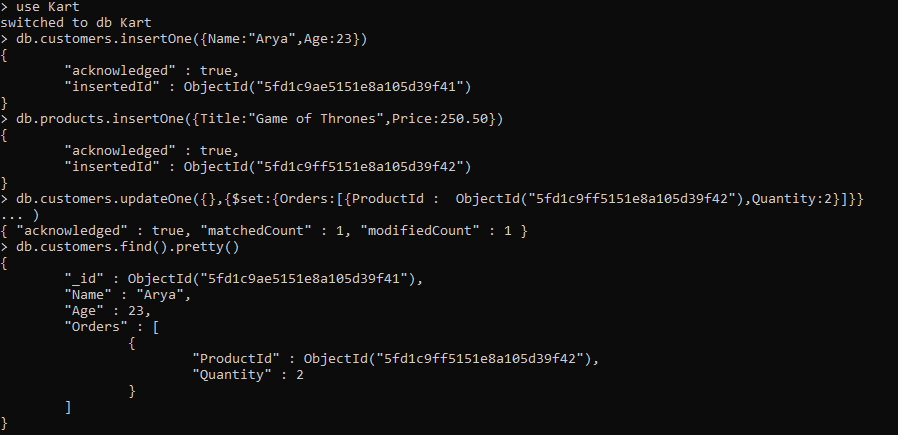 > use Kart
switched to db Kart
> db.customers.insertOne({Name:"Arya",Age:23})
{
        "acknowledged" : true,
        "insertedId" : ObjectId("5fd1c9ae5151e8a105d39f41")
}
> db.products.insertOne({Title:"Game of Thrones",Price:250.50})
{
        "acknowledged" : true,
        "insertedId" : ObjectId("5fd1c9ff5151e8a105d39f42")
}
> db.customers.updateOne({},{$set:{Orders:[{ProductId :  ObjectId("5fd1c9ff5151e8a105d39f42"),Quantity:2}]}}
... )
{ "acknowledged" : true, "matchedCount" : 1, "modifiedCount" : 1 }
> db.customers.find().pretty()
{
        "_id" : ObjectId("5fd1c9ae5151e8a105d39f41"),
        "Name" : "Arya",
        "Age" : 23,
        "Orders" : [
                {
                        "ProductId" : ObjectId("5fd1c9ff5151e8a105d39f42"),
                        "Quantity" : 2
                }
        ]
}